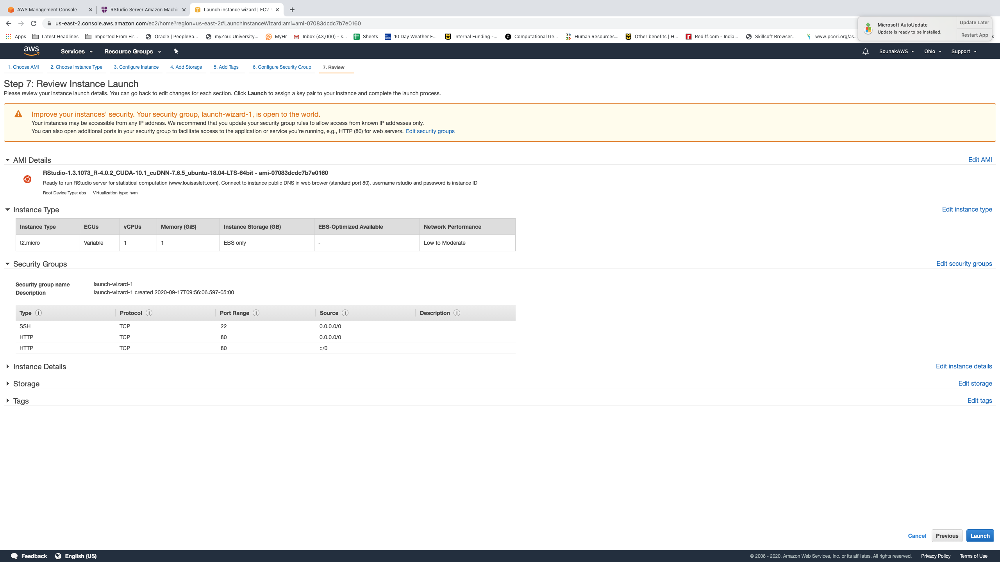 AWS Management Console
RStudio Server Amazon Machi
Launch instance wizard | EC2 M
us-east-2.console.aws.amazon.com/ec2/home?region=us-east-2#LaunchInstanceWizard:ami=ami-07083dcdc7b7e0160
Microsoft AutoUpdate
Update is ready to be installed.
Update Later
Restart App
Apps
Latest Headlines
Imported From Fir...
Oracle | PeopleSo...
myZou: University...
MyHr
Inbox (43,000) - s...
Sheets
10 Day Weather F...
Internal Funding -...
Computational Ge...
Human Resources...
Other benefits | H...
Rediff.com - India...
Skillsoft Browser...
www.pcori.org/as...
aws
Services
Resource Groups
SounakAWS
Ohio
Support
1. Choose AMI
2. Choose Instance Type
3. Configure Instance
4. Add Storage
5. Add Tags
6. Configure Security Group
7. Review
Step 7: Review Instance Launch
Please review your instance launch details. You can go back to edit changes for each section. Click Launch to assign a key pair to your instance and complete the launch process.
Improve your instances' security. Your security group, launch-wizard-1, is open to the world.
Your instances may be accessible from any IP address. We recommend that you update your security group rules to allow access from known IP addresses only.
You can also open additional ports in your security group to facilitate access to the application or service you're running, e.g., HTTP (80) for web servers. Edit security groups
AMI Details
Edit AMI
RStudio-1.3.1073_R-4.0.2_CUDA-10.1_cuDNN-7.6.5_ubuntu-18.04-LTS-64bit - ami-07083dcdc7b7e0160
Ready to run RStudio server for statistical computation (www.louisaslett.com). Connect to instance public DNS in web brower (standard port 80), username rstudio and password is instance ID
Root Device Type: ebs Virtualization type: hvm
Instance Type
Edit instance type
Instance Type ECUs vCPUs Memory (GiB) Instance Storage (GB) EBS-Optimized Available Network Performance
t2.micro Variable 1 1 EBS only - Low to Moderate
Security Groups
Edit security groups
Security group name launch-wizard-1
Description launch-wizard-1 created 2020-09-17T09:56:06.597-05:00
Type Protocol Port Range Source Description
SSH TCP 22 0.0.0.0/0
HTTP TCP 80 0.0.0.0/0
HTTP TCP 80 ::/0
Instance Details
Edit instance details
Storage
Edit storage
Tags
Edit tags
Cancel
Previous
Launch
Feedback
English (US)
© 2008 - 2020, Amazon Web Services, Inc. or its affiliates. All rights reserved.
Privacy Policy
Terms of Use